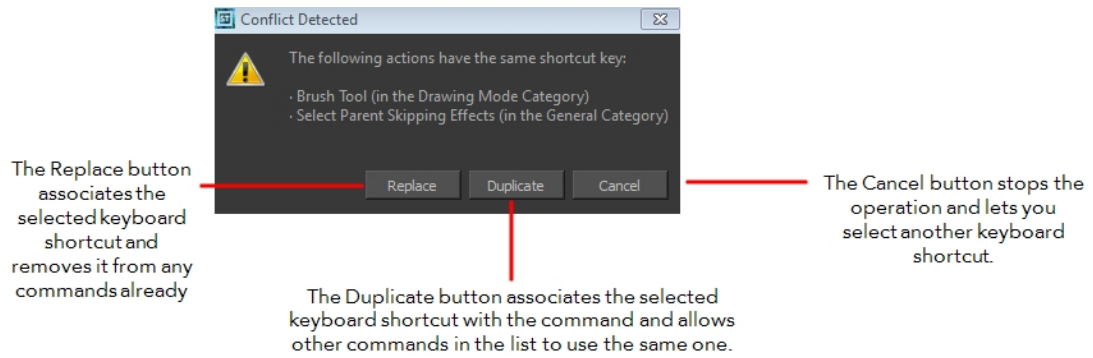 Conflict Detected
The following actions have the same shortcut key:
· Brush Tool (in the Drawing Mode Category)
· Select Parent Skipping Effects (in the General Category)
Replace
Duplicate
Cancel
The Replace button
associates the
selected keyboard
shortcut and
removes it from any
commands already
The Duplicate button associates the selected
keyboard shortcut with the command and allows
other commands in the list to use the same one.
The Cancel button stops the
operation and lets you
select another keyboard
shortcut.